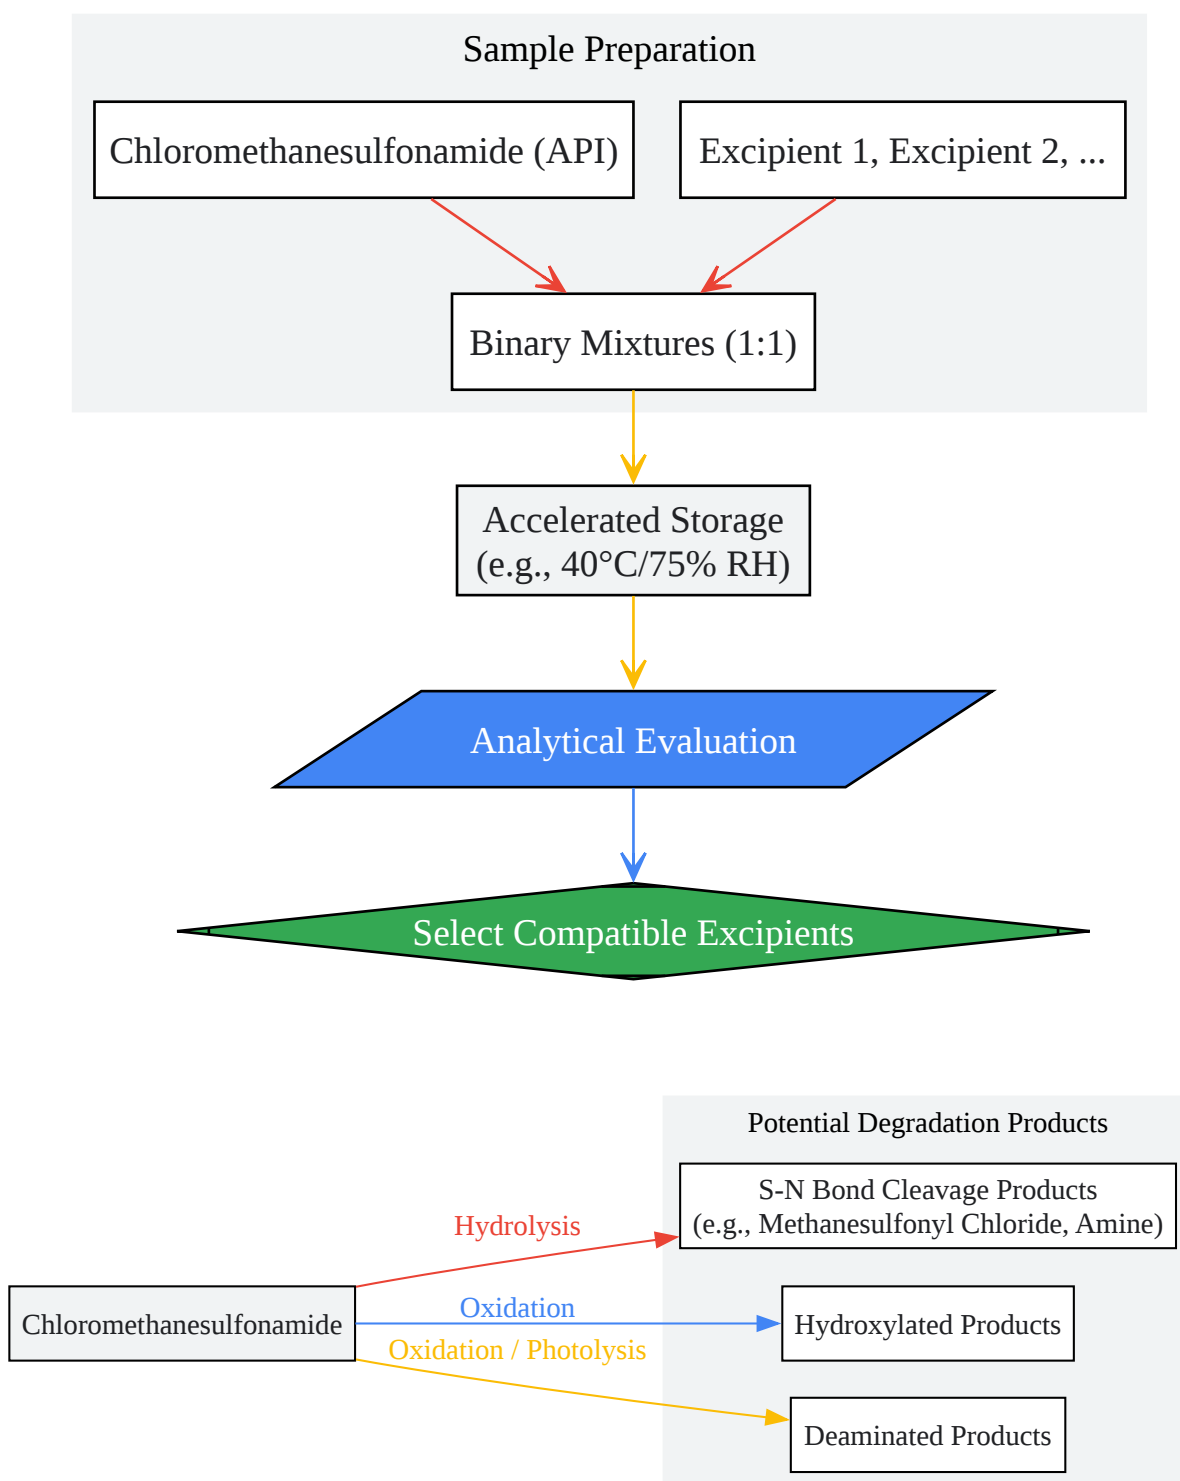 Sample Preparation
Chloromethanesulfonamide (API)
Excipient 1, Excipient 2, ...
Binary Mixtures (1:1)
Accelerated Storage
(e.g., 40°C/75% RH)
Analytical Evaluation
Select Compatible Excipients
Potential Degradation Products
S-N Bond Cleavage Products
(e.g., Methanesulfonyl Chloride, Amine)
Hydrolysis
Chloromethanesulfonamide
Oxidation
Hydroxylated Products
Oxidation / Photolysis
Deaminated Products